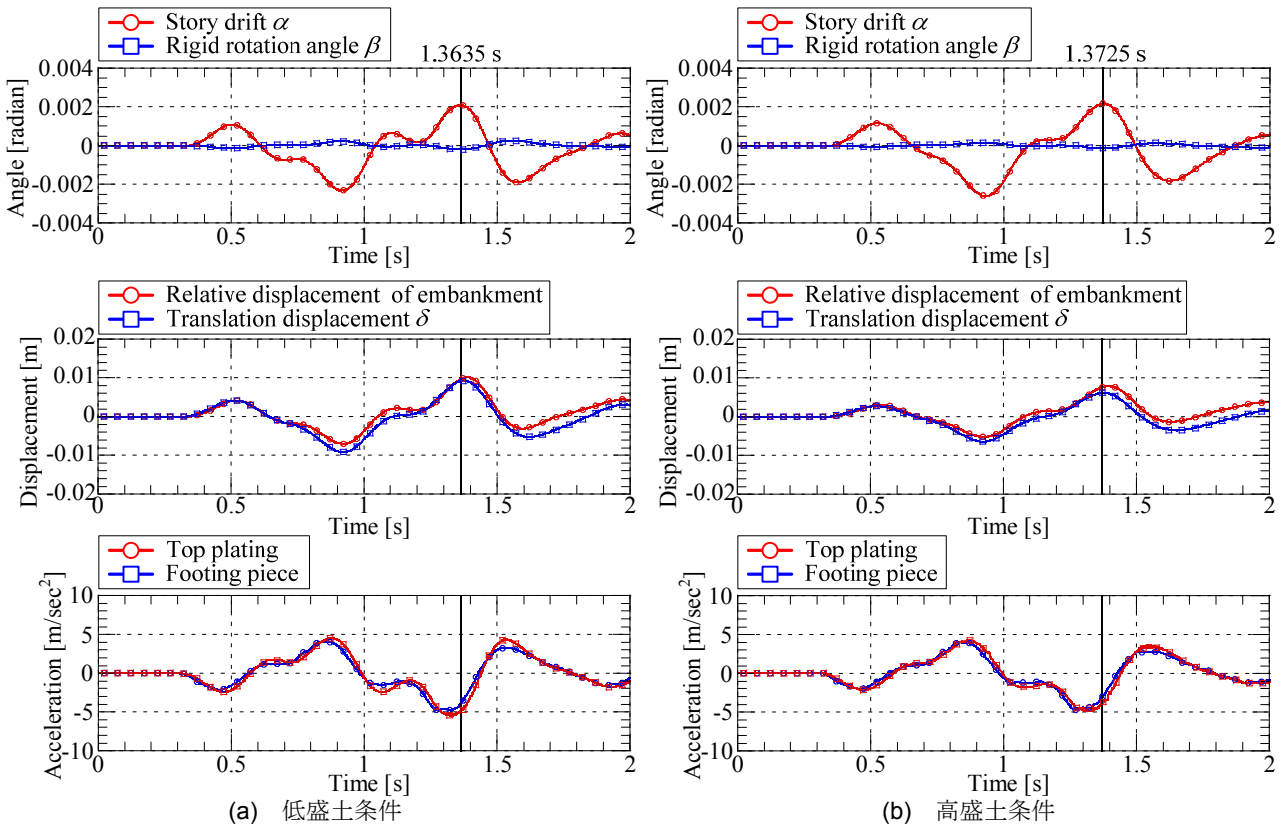 Story drift α
Rigid rotation angle β
1.3635 s
0.004
0.002
0
-0.002
-0.004
Angle [radian]
0 0.5 1 1.5 2
Time [s]
Relative displacement of embankment
Translation displacement δ
0.02
0.01
0
-0.01
-0.02
Displacement [m]
0 0.5 1 1.5 2
Time [s]
Top plating
Footing piece
10
5
0
-5
-10
Acceleration [m/sec²]
0 0.5 1 1.5 2
Time [s]
(a) 低盛土条件
Story drift α
Rigid rotation angle β
1.3725 s
0.004
0.002
0
-0.002
-0.004
Angle [radian]
0 0.5 1 1.5 2
Time [s]
Relative displacement of embankment
Translation displacement δ
0.02
0.01
0
-0.01
-0.02
Displacement [m]
0 0.5 1 1.5 2
Time [s]
Top plating
Footing piece
10
5
0
-5
-10
Acceleration [m/sec²]
0 0.5 1 1.5 2
Time [s]
(b) 高盛土条件